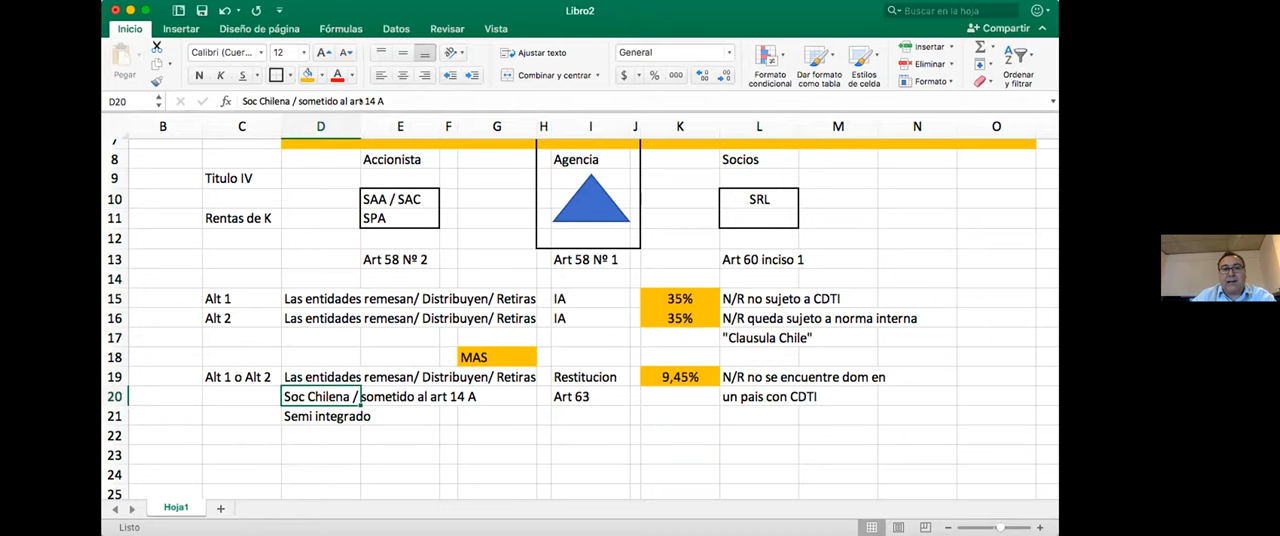 Libro2
Buscar en la hoja
Inicio Insertar Diseño de página Fórmulas Datos Revisar Vista
Compartir
Pegar
Calibri (Cuer... 12
Ajustar texto
General
Insertar
Eliminar
Formato
N K S
Combinar y centrar
$ % 000
Formato condicional
Dar formato como tabla
Estilos de celda
Ordenar y filtrar
D20
fx Soc Chilena / sometido al art 14 A
B C D E F G H I J K L M N O
7
8 Accionista Agencia Socios
9 Titulo IV
10 SAA / SAC SRL
11 Rentas de K SPA
12
13 Art 58 Nº 2 Art 58 Nº 1 Art 60 inciso 1
14
15 Alt 1 Las entidades remesan/ Distribuyen/ Retiras IA 35% N/R no sujeto a CDTI
16 Alt 2 Las entidades remesan/ Distribuyen/ Retiras IA 35% N/R queda sujeto a norma interna
17 "Clausula Chile"
18 MAS
19 Alt 1 o Alt 2 Las entidades remesan/ Distribuyen/ Retiras Restitucion 9,45% N/R no se encuentre dom en
20 Soc Chilena / sometido al art 14 A Art 63 un pais con CDTI
21 Semi integrado
22
23
24
25
Hoja1
Listo